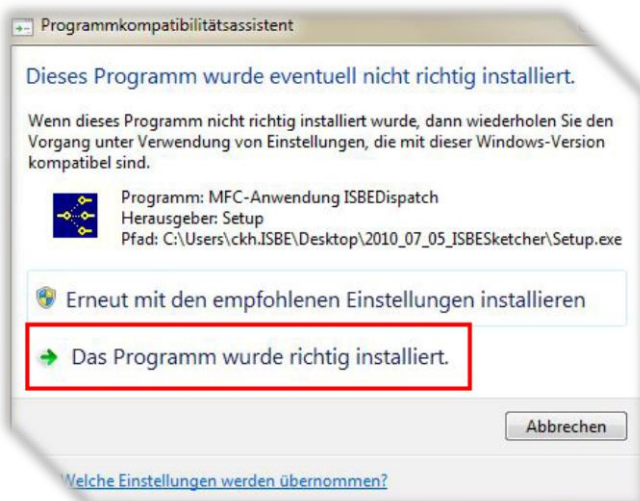 Programmkompatibilitätsassistent
Dieses Programm wurde eventuell nicht richtig installiert.
Wenn dieses Programm nicht richtig installiert wurde, dann wiederholen Sie den
Vorgang unter Verwendung von Einstellungen, die mit dieser Windows-Version
kompatibel sind.
Programm: MFC-Anwendung ISBEDispatch
Herausgeber: Setup
Pfad: C:\Users\ckh.ISBE\Desktop\2010_07_05_ISBESketcher\Setup.exe
Erneut mit den empfohlenen Einstellungen installieren
Das Programm wurde richtig installiert.
Abbrechen
Welche Einstellungen werden übernommen?